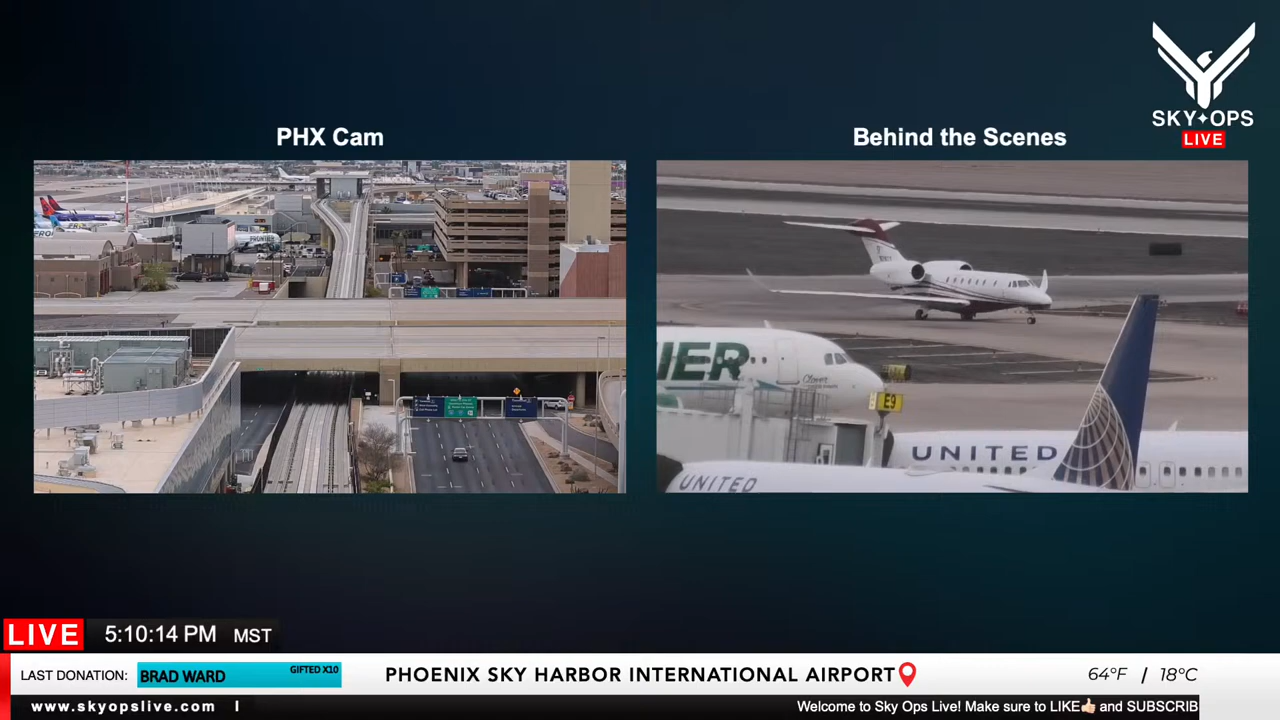 SKY OPS
LIVE
PHX Cam
Behind the Scenes
FRONTIER
IER
Clover
E9
UNITED
UNITED
LIVE
5:10:14 PM MST
LAST DONATION:
BRAD WARD
GIFTED X10
PHOENIX SKY HARBOR INTERNATIONAL AIRPORT
64°F / 18°C
www.skyopslive.com
Welcome to Sky Ops Live! Make sure to LIKE👍🏻 and SUBSCRIB